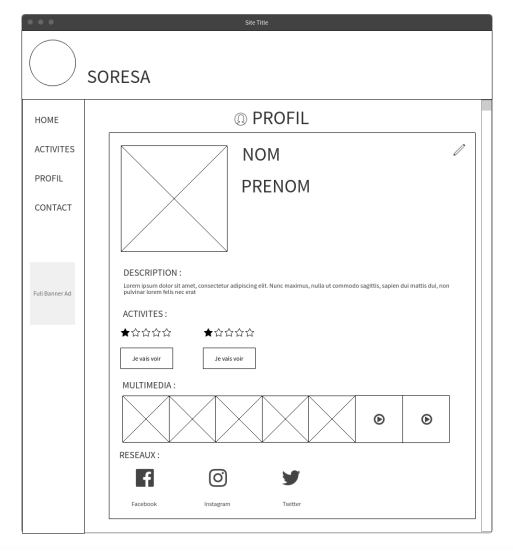 Site Title
SORESA
HOME
ACTIVITES
PROFIL
CONTACT
Full Banner Ad
PROFIL
NOM
PRENOM
DESCRIPTION :
Lorem ipsum dolor sit amet, consectetur adipiscing elit. Nunc maximus, nulla ut commodo sagittis, sapien dui mattis dui, non
pulvinar lorem felis nec erat
ACTIVITES :
Je vais voir Je vais voir
MULTIMEDIA :
RESEAUX :
Facebook Instagram Twitter